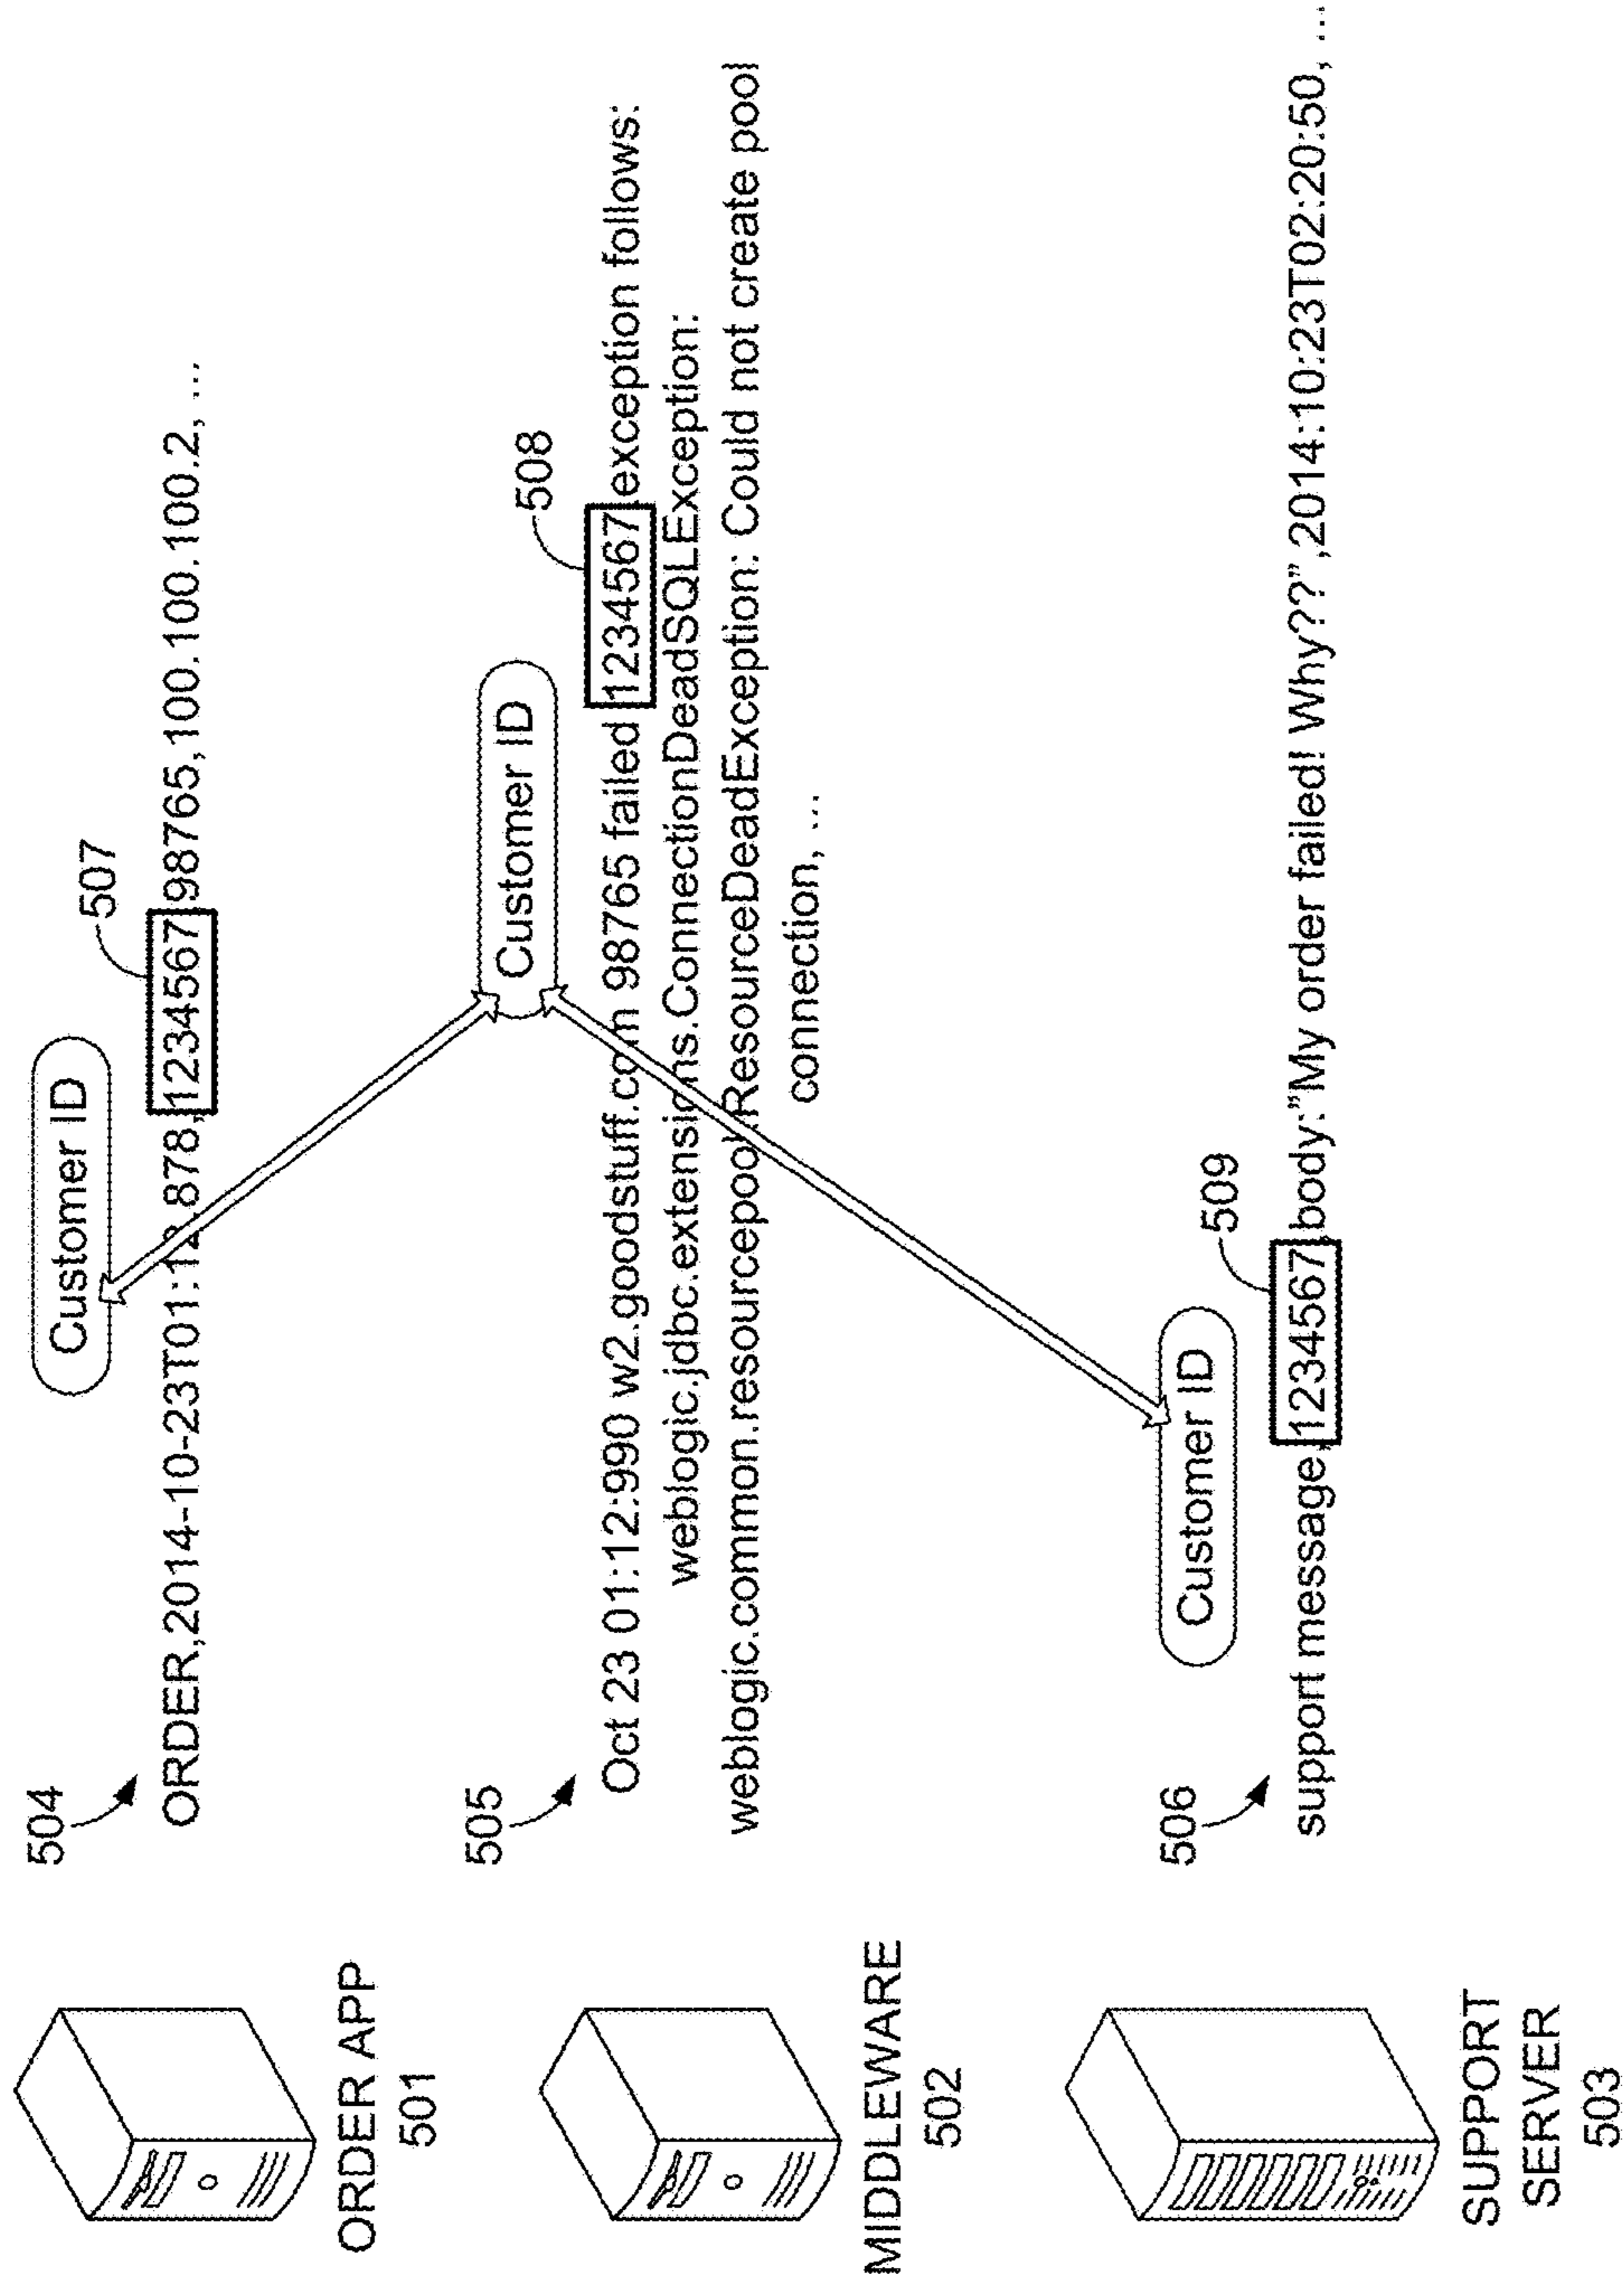 504
Customer ID
507
ORDER,2014-10-23T01:12.878,1234567,98765,100.100.100.2, ...
ORDER APP
501
505
Customer ID
508
Oct 23 01:12:990 w2.goodstuff.com 98765 failed 1234567 exception follows:
weblogic.jdbc.extensions.ConnectionDeadSQLException:
weblogic.common.resourcepool.ResourceDeadException: Could not create pool
connection, ...
MIDDLEWARE
502
506
Customer ID
509
support message,1234567,body:"My order failed! Why???",2014:10:23T02:20:50, ...
SUPPORT
SERVER
503